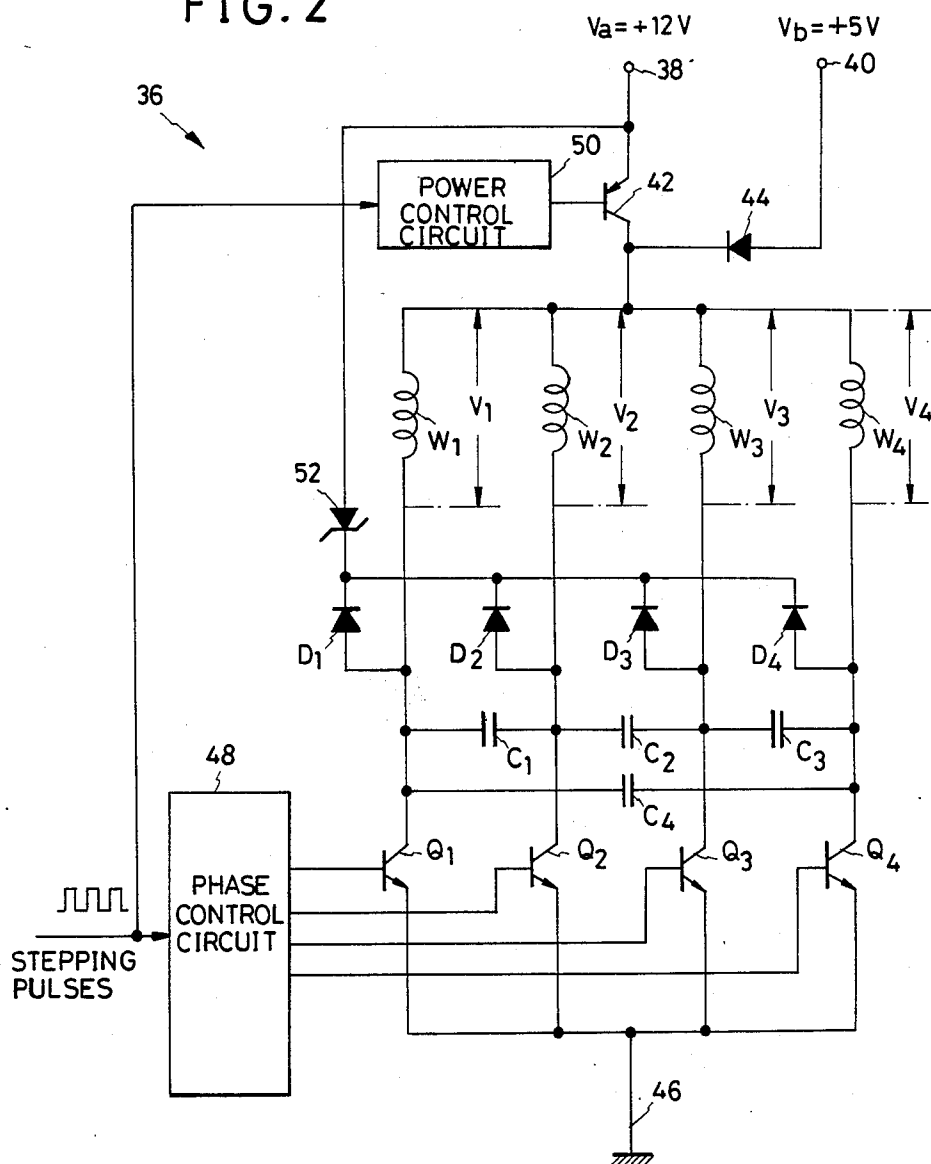 FIG. 2
Va=+12V
Vb=+5V
38
40
36
50
42
44
POWER
CONTROL
CIRCUIT
V1
V2
V3
V4
W1
W2
W3
W4
52
D1
D2
D3
D4
C1
C2
C3
48
C4
Q1
Q2
Q3
Q4
PHASE
CONTROL
CIRCUIT
STEPPING
PULSES
46